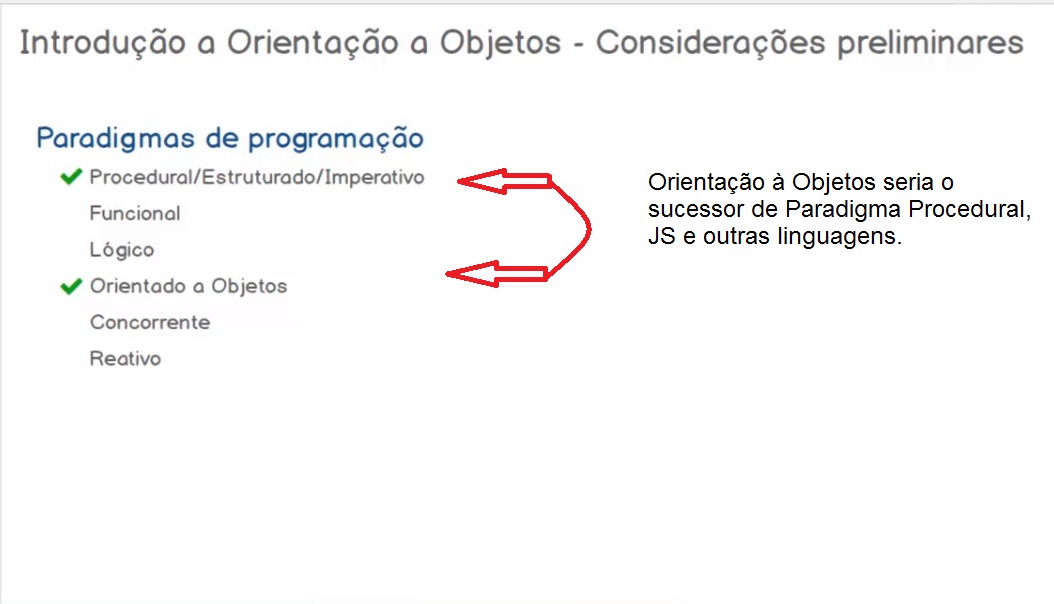 Introdução a Orientação a Objetos - Considerações preliminares
Paradigmas de programação
Procedural/Estruturado/Imperativo
Funcional
Lógico
Orientado a Objetos
Concorrente
Reativo
Orientação à Objetos seria o
sucessor de Paradigma Procedural,
JS e outras linguagens.